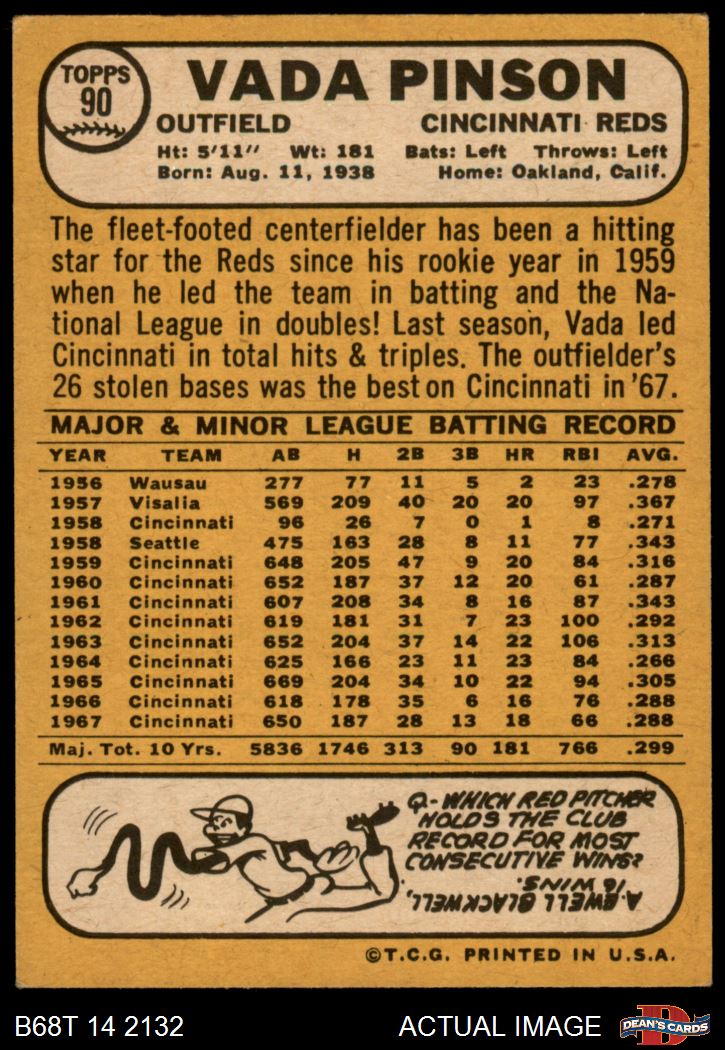 TOPPS
90
VADA PINSON
OUTFIELD CINCINNATI REDS
Ht: 5'11" Wt: 181 Bats: Left Throws: Left
Born: Aug. 11, 1938 Home: Oakland, Calif.
The fleet-footed centerfielder has been a hitting
star for the Reds since his rookie year in 1959
when he led the team in batting and the Na-
tional League in doubles! Last season, Vada led
Cincinnati in total hits & triples. The outfielder's
26 stolen bases was the best on Cincinnati in '67.
MAJOR & MINOR LEAGUE BATTING RECORD
YEAR TEAM AB H 2B 3B HR RBI AVG.
1956 Wausau 277 77 11 5 2 23 .278
1957 Visalia 569 209 40 20 20 97 .367
1958 Cincinnati 96 26 7 0 1 8 .271
1958 Seattle 475 163 28 8 11 77 .343
1959 Cincinnati 648 205 47 9 20 84 .316
1960 Cincinnati 652 187 37 12 20 61 .287
1961 Cincinnati 607 208 34 8 16 87 .343
1962 Cincinnati 619 181 31 7 23 100 .292
1963 Cincinnati 652 204 37 14 22 106 .313
1964 Cincinnati 625 166 23 11 23 84 .266
1965 Cincinnati 669 204 34 10 22 94 .305
1966 Cincinnati 618 178 35 6 16 76 .288
1967 Cincinnati 650 187 28 13 18 66 .288
Maj. Tot. 10 Yrs. 5836 1746 313 90 181 766 .299
Q- WHICH RED PITCHER
HOLDS THE CLUB
RECORD FOR MOST
CONSECUTIVE WINS?
A. EWELL BLACKWELL,
16 WINS.
©T.C.G. PRINTED IN U.S.A.
B68T 14 2132 ACTUAL IMAGE
DEAN'S CARDS